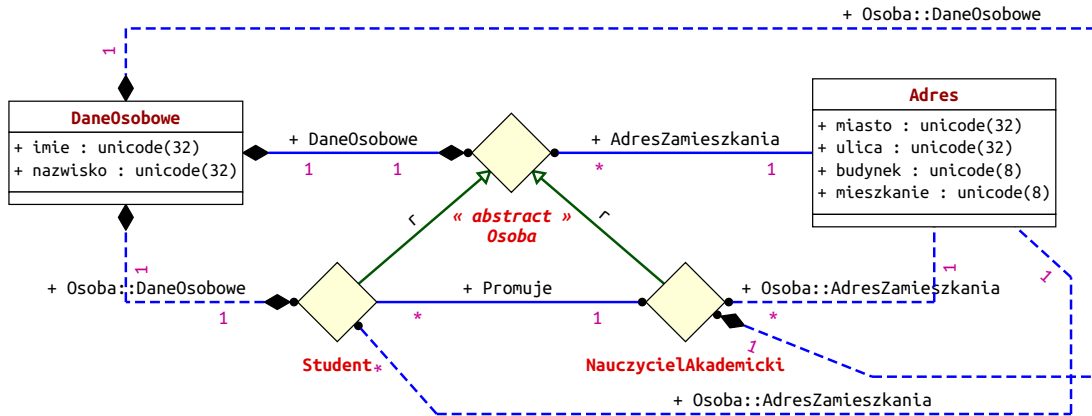 + Osoba::DaneOsobowe
1
DaneOsobowe
+ imie : unicode(32)
+ nazwisko : unicode(32)
+ DaneOsobowe
1
1
+ AdresZamieszkania
*
1
Adres
+ miasto : unicode(32)
+ ulica : unicode(32)
+ budynek : unicode(8)
+ mieszkanie : unicode(8)
r
r
« abstract »
Osoba
1
+ Osoba::DaneOsobowe
1
+ Promuje
*
1
1
+ Osoba::AdresZamieszkania
*
1
1
Student
*
NauczycielAkademicki
+ Osoba::AdresZamieszkania